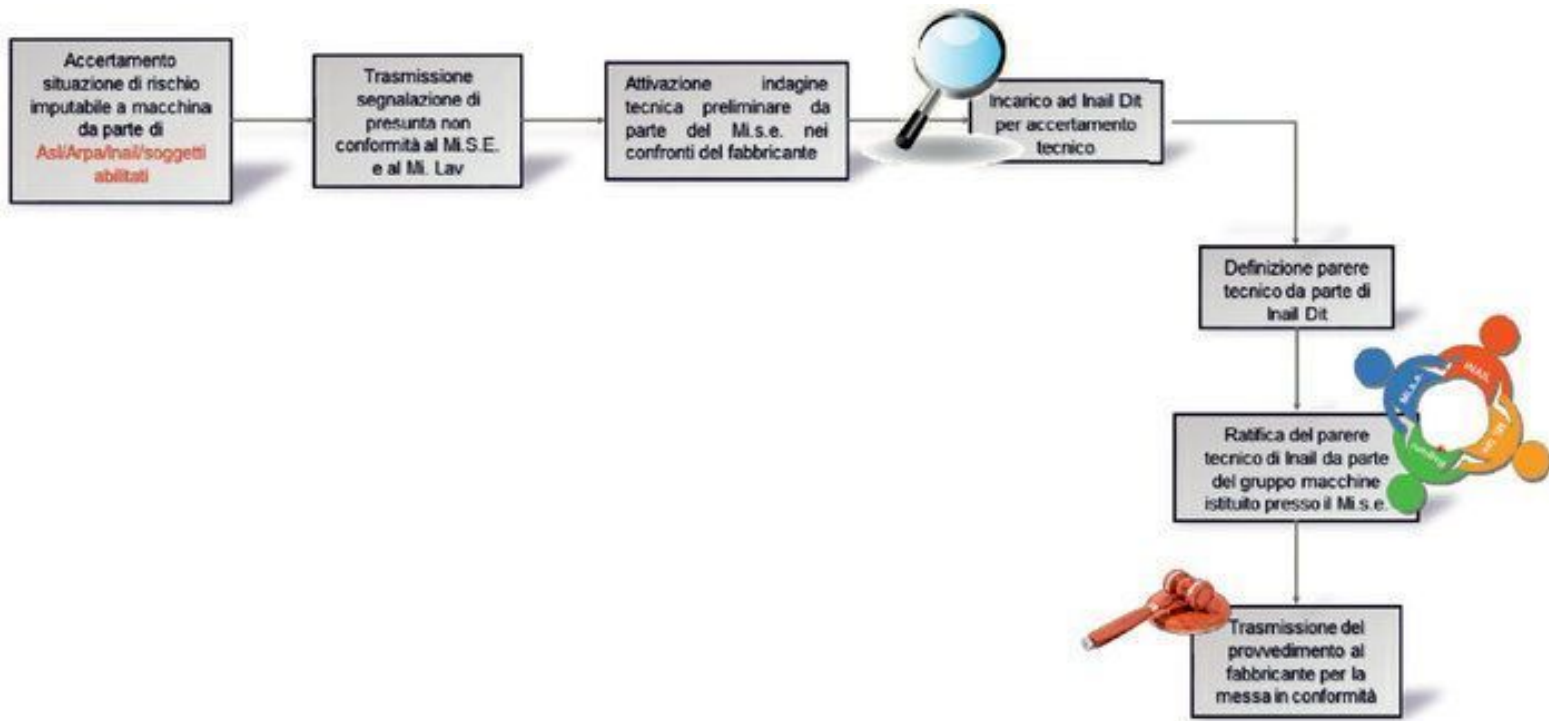 Accertamento
situazione di rischio
imputabile a macchina
da parte di
Asl/Arpa/Inail/soggetti
abilitati
Trasmissione
segnalazione di
presunta non
conformità al Mi.S.E.
e al Mi. Lav
Attivazione indagine
tecnica preliminare da
parte del Mi.s.e. nei
confronti del fabbricante
Incarico ad Inail Dit
per accertamento
tecnico
Definizione parere
tecnico da parte di
Inail Dit
Ratifica del parere
tecnico di Inail da parte
del gruppo macchine
istituito presso il Mi.s.e.
INAIL
Mi.s.e.
Trasmissione del
provvedimento al
fabbricante per la
messa in conformità